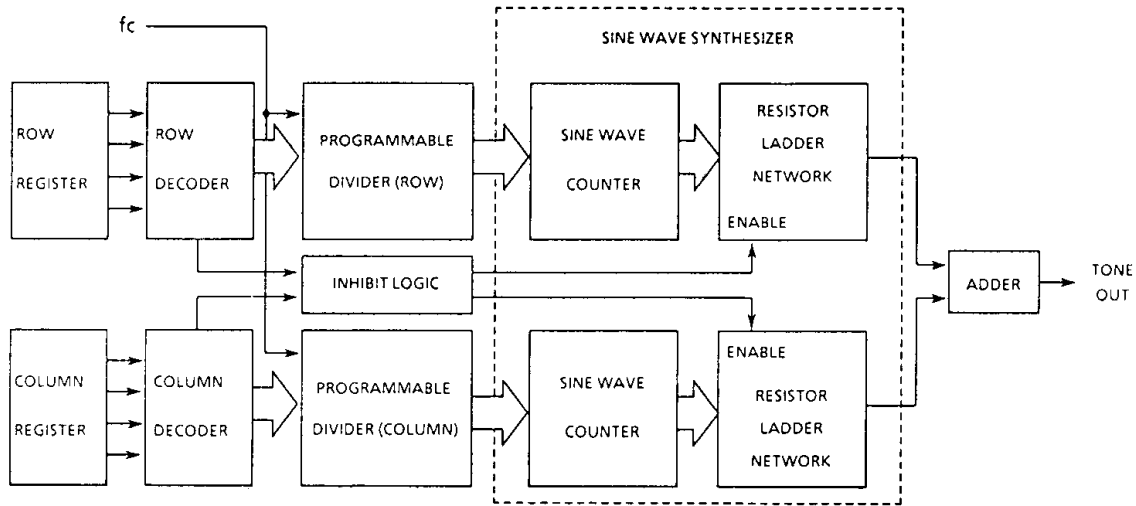 fc
SINE WAVE SYNTHESIZER
ROW
REGISTER
ROW
DECODER
PROGRAMMABLE
DIVIDER (ROW)
SINE WAVE
COUNTER
RESISTOR
LADDER
NETWORK
ENABLE
INHIBIT LOGIC
ADDER
TONE
OUT
COLUMN
REGISTER
COLUMN
DECODER
PROGRAMMABLE
DIVIDER (COLUMN)
SINE WAVE
COUNTER
ENABLE
RESISTOR
LADDER
NETWORK